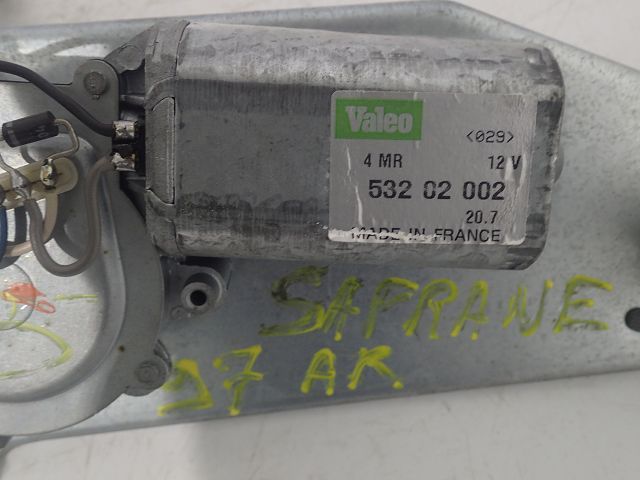 Valeo
<029>
4 MR 12 V
532 02 002
20.7
MADE IN FRANCE
SAFRANE
97 AR